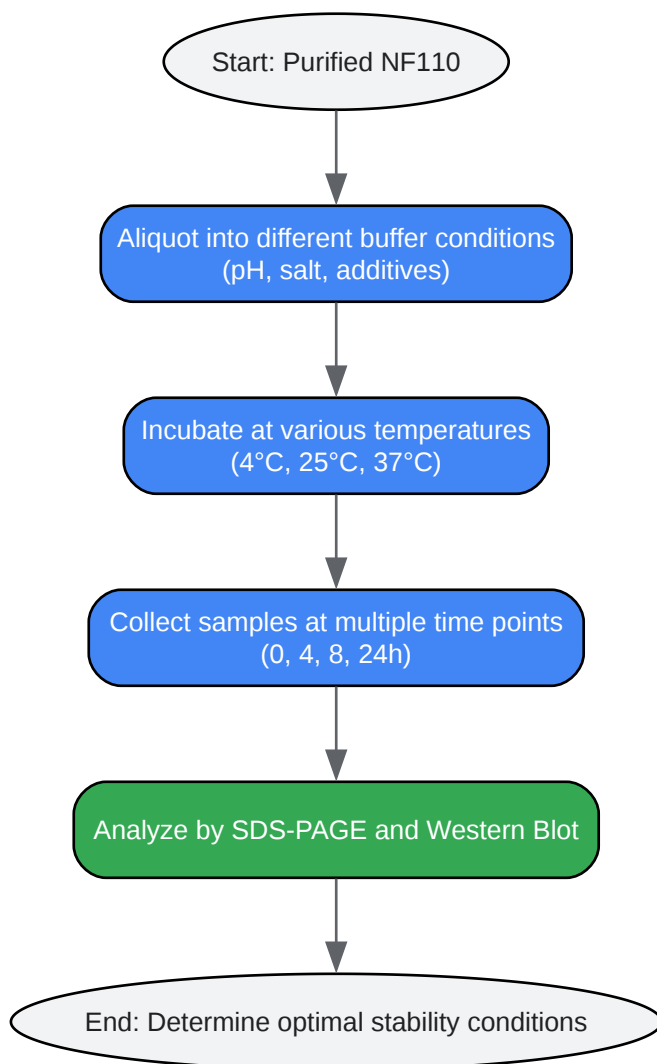 Start: Purified NF110
Aliquot into different buffer conditions
(pH, salt, additives)
Incubate at various temperatures
(4°C, 25°C, 37°C)
Collect samples at multiple time points
(0, 4, 8, 24h)
Analyze by SDS-PAGE and Western Blot
End: Determine optimal stability conditions